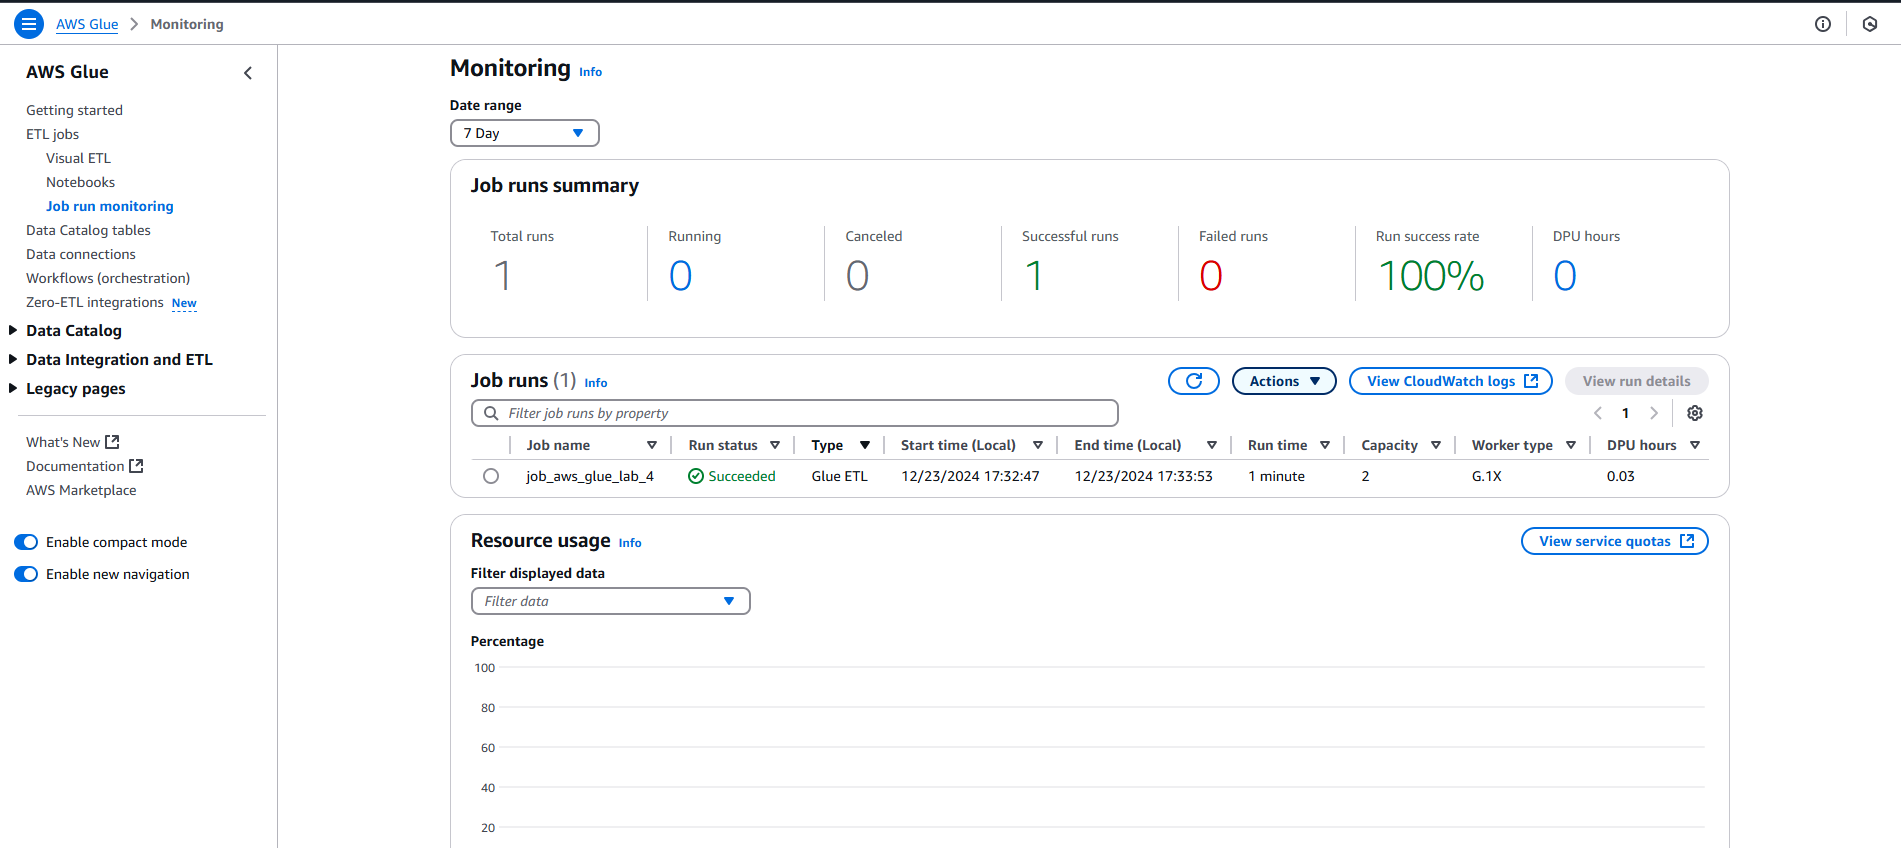 AWS Glue Monitoring
AWS Glue
Getting started
ETL jobs
Visual ETL
Notebooks
Job run monitoring
Data Catalog tables
Data connections
Workflows (orchestration)
Zero-ETL integrations New
Data Catalog
Data Integration and ETL
Legacy pages
What's New
Documentation
AWS Marketplace
Enable compact mode
Enable new navigation
Monitoring Info
Date range
7 Day
Job runs summary
Total runs Running Canceled Successful runs Failed runs Run success rate DPU hours
1 0 0 1 0 100% 0
Job runs (1) Info Actions View CloudWatch logs View run details
Filter job runs by property 1
Job name Run status Type Start time (Local) End time (Local) Run time Capacity Worker type DPU hours
job_aws_glue_lab_4 Succeeded Glue ETL 12/23/2024 17:32:47 12/23/2024 17:33:53 1 minute 2 G.1X 0.03
Resource usage Info View service quotas
Filter displayed data
Filter data
Percentage
100
80
60
40
20